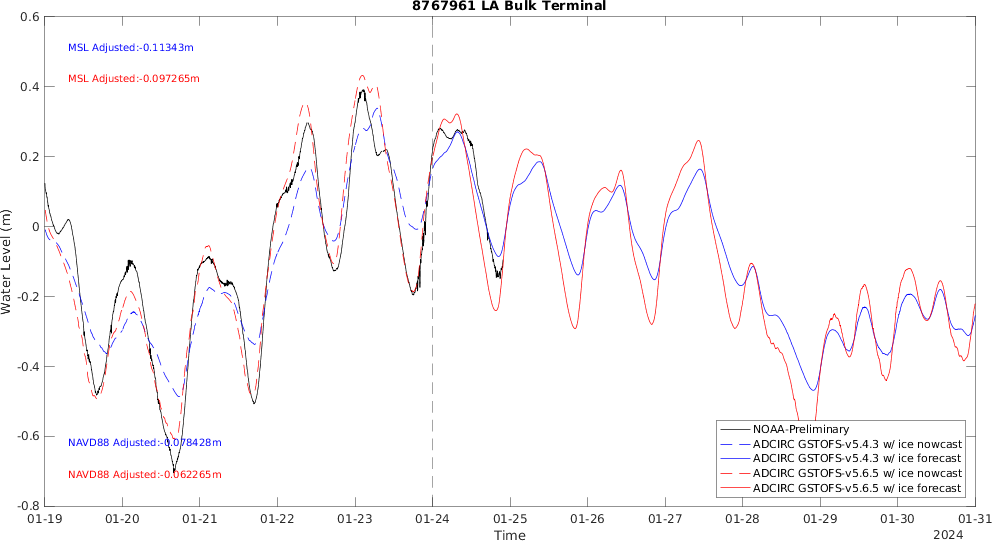 8767961 LA Bulk Terminal
0.6
MSL Adjusted:-0.11343m
MSL Adjusted:-0.097265m
0.4
0.2
0
-0.2
-0.4
-0.6
-0.8
Water Level (m)
NAVD88 Adjusted:-0.078428m
NAVD88 Adjusted:-0.062265m
NOAA-Preliminary
ADCIRC GSTOFS-v5.4.3 w/ ice nowcast
ADCIRC GSTOFS-v5.4.3 w/ ice forecast
ADCIRC GSTOFS-v5.6.5 w/ ice nowcast
ADCIRC GSTOFS-v5.6.5 w/ ice forecast
01-19 01-20 01-21 01-22 01-23 01-24 01-25 01-26 01-27 01-28 01-29 01-30 01-31
Time
2024